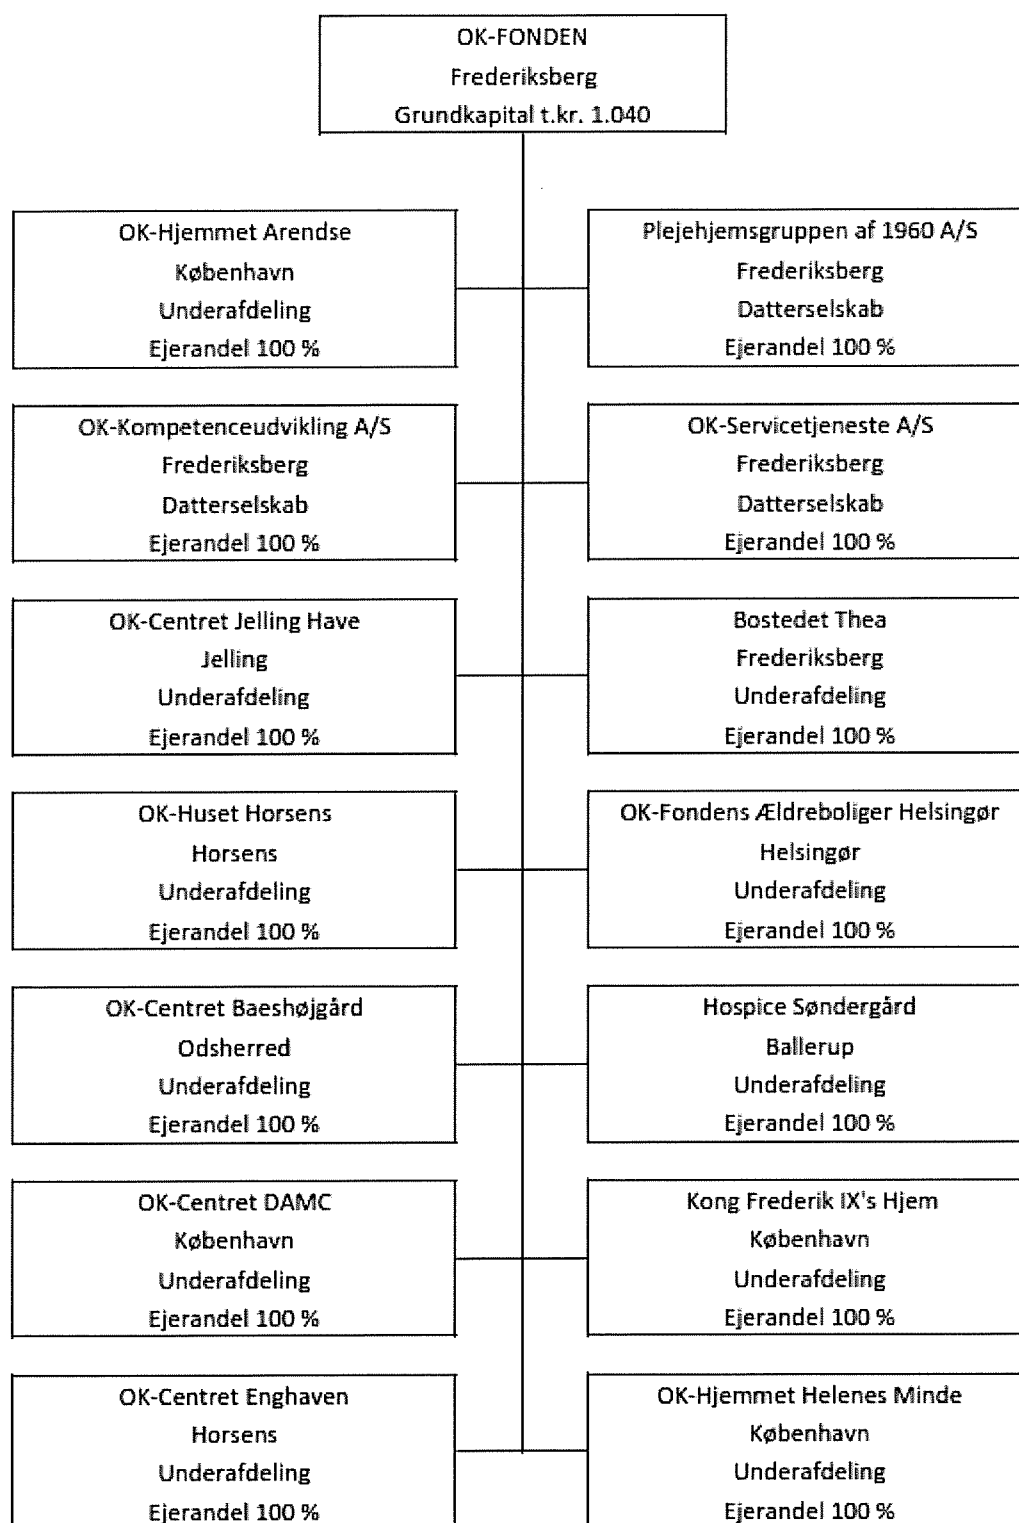 OK-FONDEN
Frederiksberg
Grundkapital t.kr. 1.040
OK-Hjemmet Arendse
København
Underafdeling
Ejerandel 100 %
Plejehjemsgruppen af 1960 A/S
Frederiksberg
Datterselskab
Ejerandel 100 %
OK-Kompetenceudvikling A/S
Frederiksberg
Datterselskab
Ejerandel 100 %
OK-Servicetjeneste A/S
Frederiksberg
Datterselskab
Ejerandel 100 %
OK-Centret Jelling Have
Jelling
Underafdeling
Ejerandel 100 %
Bostedet Thea
Frederiksberg
Underafdeling
Ejerandel 100 %
OK-Huset Horsens
Horsens
Underafdeling
Ejerandel 100 %
OK-Fondens Ældreboliger Helsingør
Helsingør
Underafdeling
Ejerandel 100 %
OK-Centret Baeshøjgård
Odsherred
Underafdeling
Ejerandel 100 %
Hospice Søndergård
Ballerup
Underafdeling
Ejerandel 100 %
OK-Centret DAMC
København
Underafdeling
Ejerandel 100 %
Kong Frederik IX's Hjem
København
Underafdeling
Ejerandel 100 %
OK-Centret Enghaven
Horsens
Underafdeling
Ejerandel 100 %
OK-Hjemmet Helenes Minde
København
Underafdeling
Ejerandel 100 %